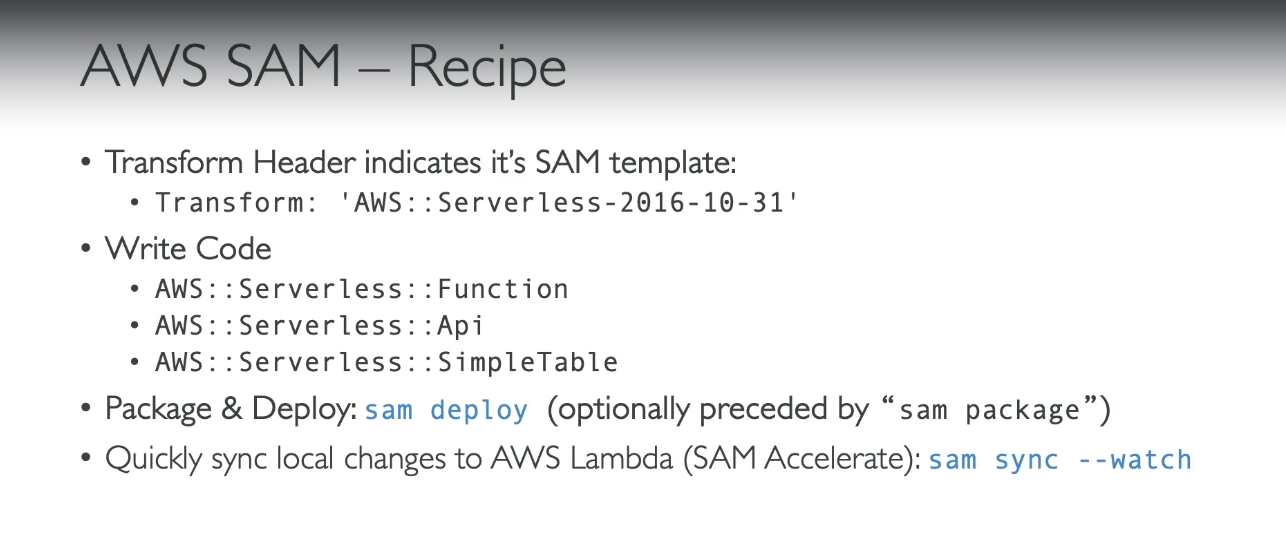 AWS SAM – Recipe
• Transform Header indicates it’s SAM template:
• Transform: 'AWS::Serverless-2016-10-31'
• Write Code
• AWS::Serverless::Function
• AWS::Serverless::Api
• AWS::Serverless::SimpleTable
• Package & Deploy: sam deploy (optionally preceded by “sam package”)
• Quickly sync local changes to AWS Lambda (SAM Accelerate): sam sync --watch